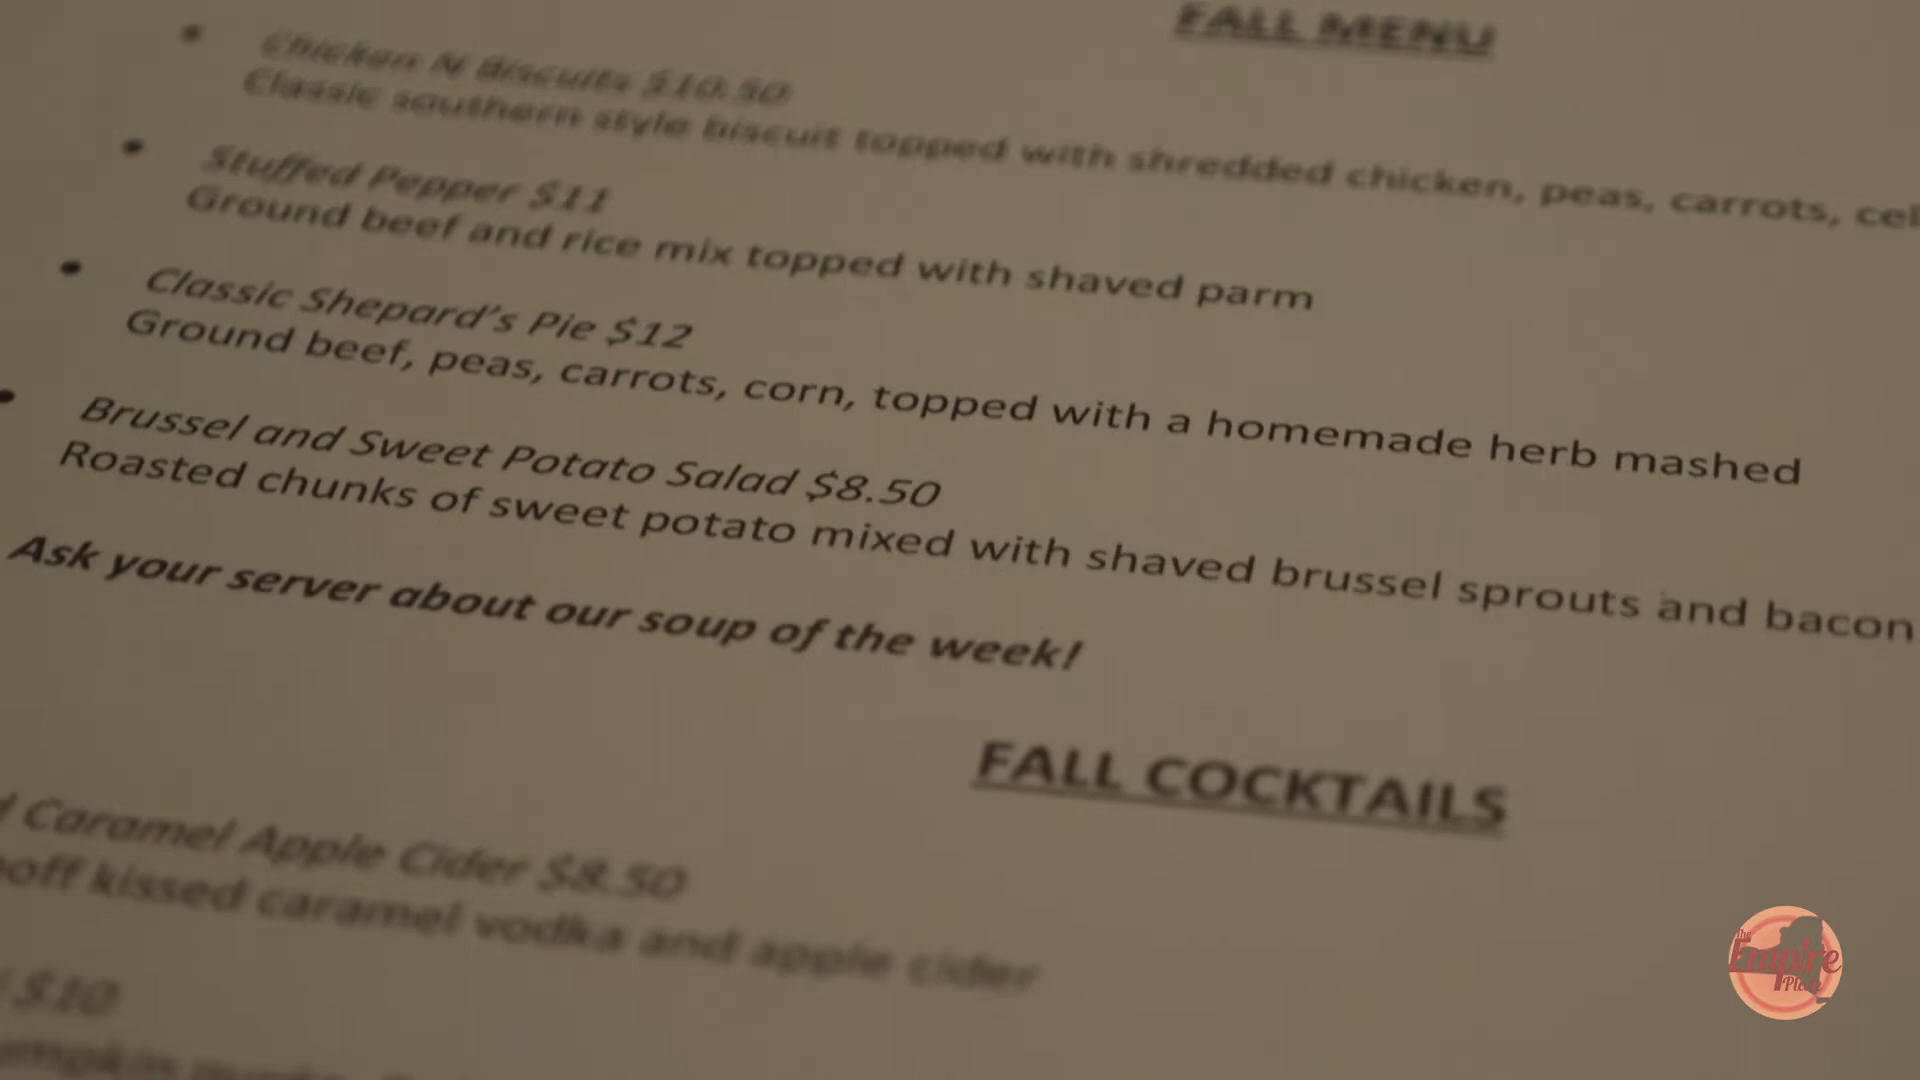 FALL MENU
• Chicken N Biscuits $10.50
Classic southern style biscuit topped with shredded chicken, peas, carrots,
• Stuffed Pepper $11
Ground beef and rice mix topped with shaved parm
• Classic Shepard's Pie $12
Ground beef, peas, carrots, corn, topped with a homemade herb mashed
• Brussel and Sweet Potato Salad $8.50
Roasted chunks of sweet potato mixed with shaved brussel sprouts and bacon
Ask your server about our soup of the week!
FALL COCKTAILS
Caramel Apple Cider $8.50
kissed caramel vodka and apple cider
$10
The
Empire
Plate